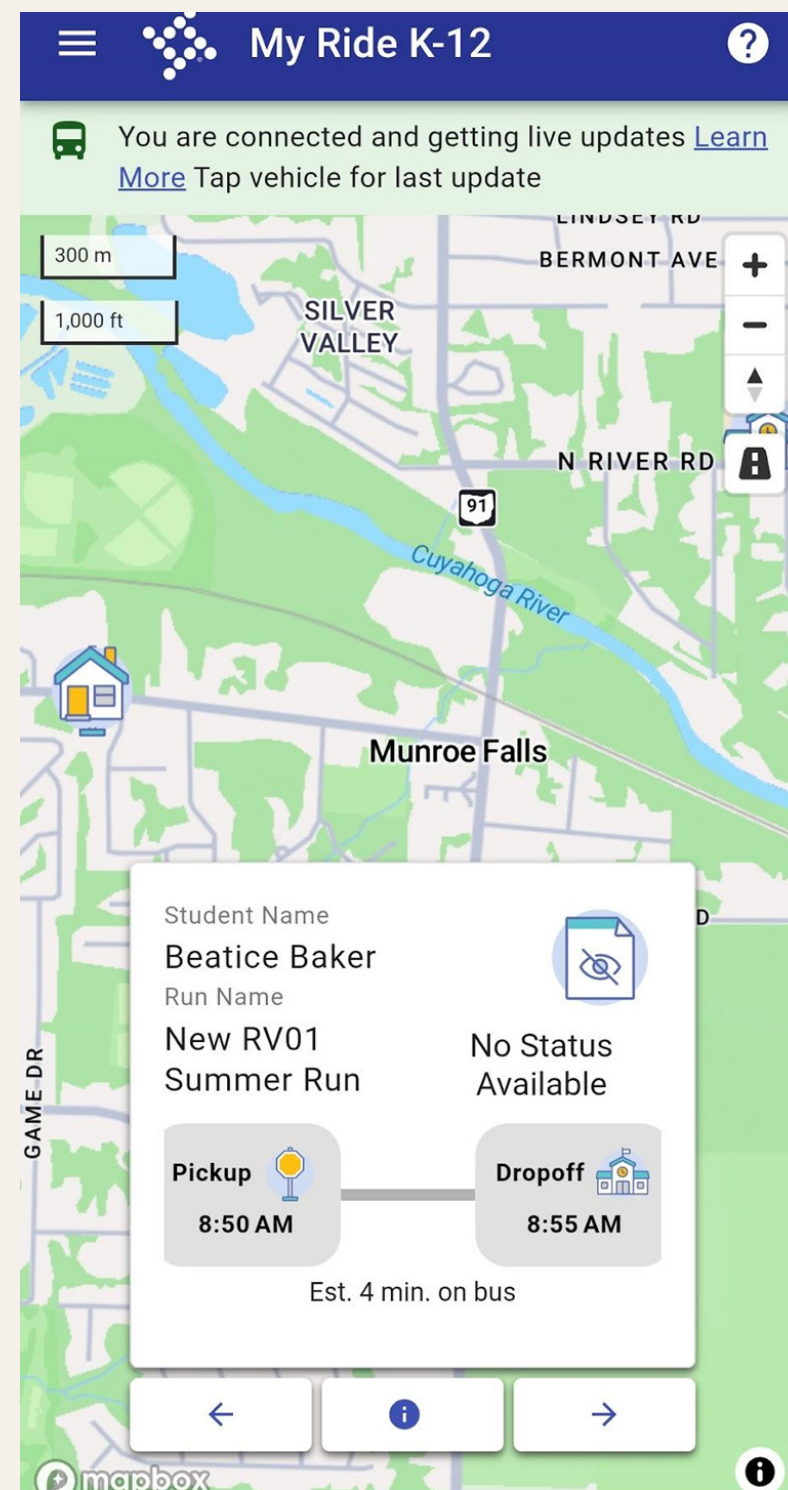 My Ride K-12
?
You are connected and getting live updates Learn
More Tap vehicle for last update
LINDSEY RD
300 m
BERMONT AVE
1,000 ft
SILVER
VALLEY
N RIVER RD
91
Cuyahoga River
Munroe Falls
D
Student Name
Beatice Baker
Run Name
New RV01
Summer Run
No Status
Available
GAME DR
Pickup
8:50 AM
Dropoff
8:55 AM
Est. 4 min. on bus
mapbox